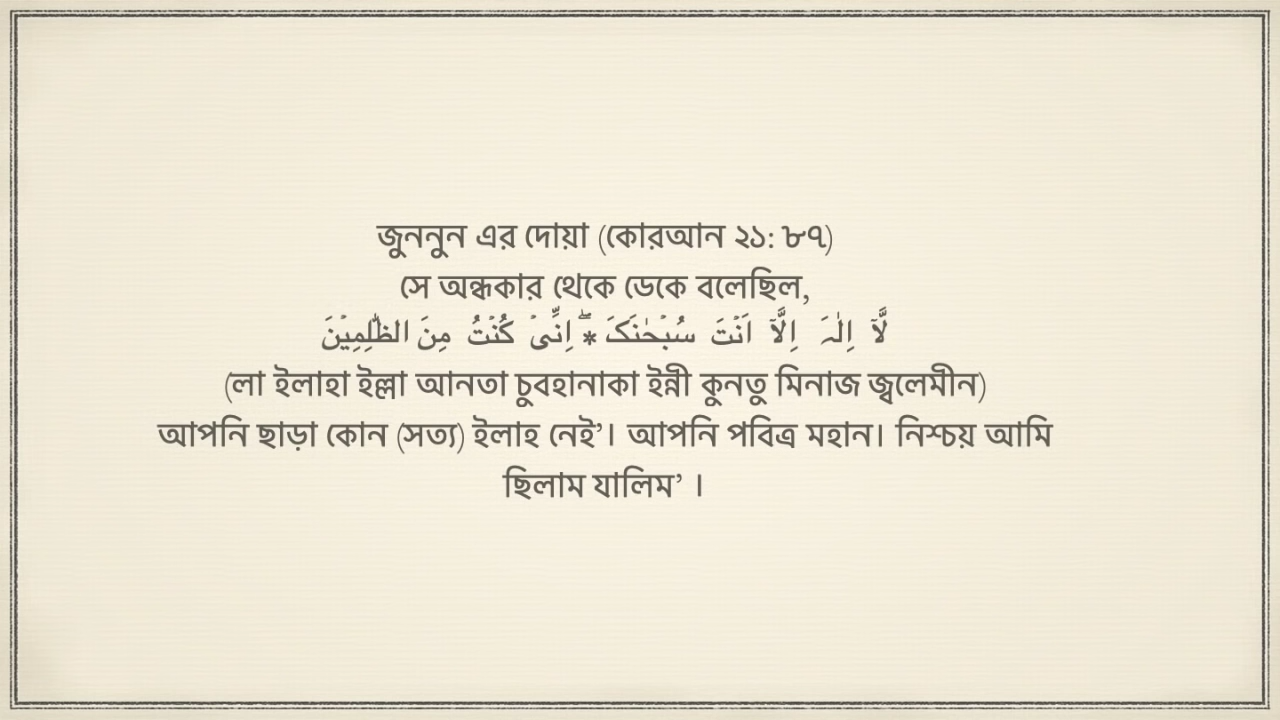 জুননুন এর দোয়া (কোরআন ২১: ৮৭)
সে অন্ধকার থেকে ডেকে বলেছিল,
لَّاۤ اِلٰہَ اِلَّاۤ اَنۡتَ سُبۡحٰنَکَ ٭ۖ اِنِّیۡ کُنۡتُ مِنَ الظّٰلِمِیۡنَ
(লা ইলাহা ইল্লা আনতা চুবহানাকা ইন্নী কুনতু মিনাজ জ্বলেমীন)
আপনি ছাড়া কোন (সত্য) ইলাহ নেই’। আপনি পবিত্র মহান। নিশ্চয় আমি
ছিলাম যালিম’ ।